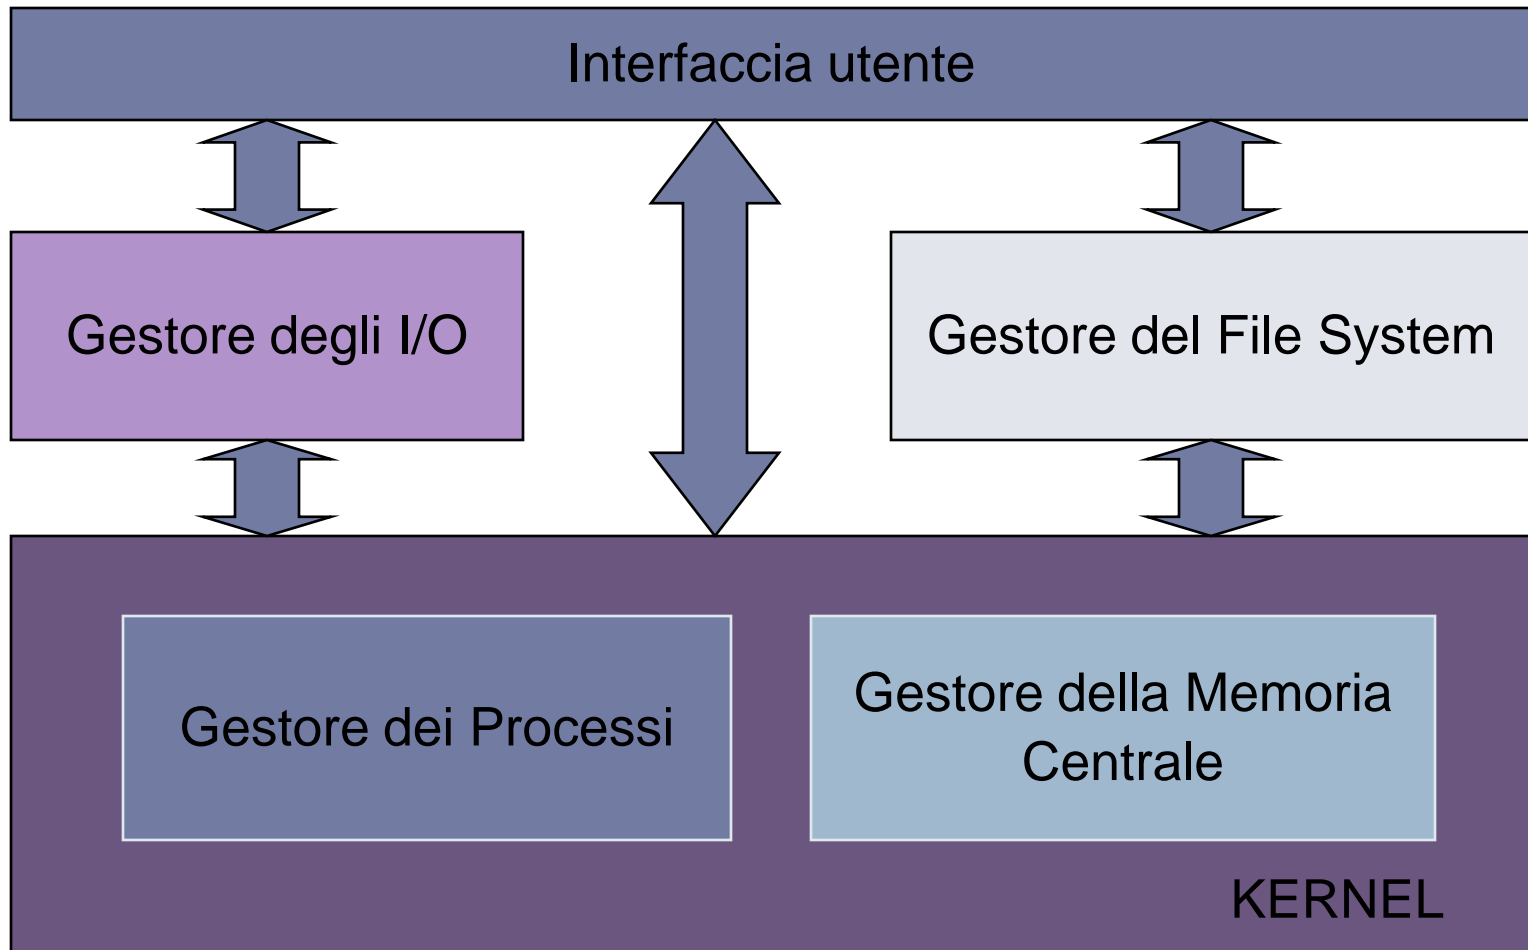 Interfaccia utente
Gestore degli I/O
Gestore del File System
Gestore dei Processi
Gestore della Memoria
Centrale
KERNEL